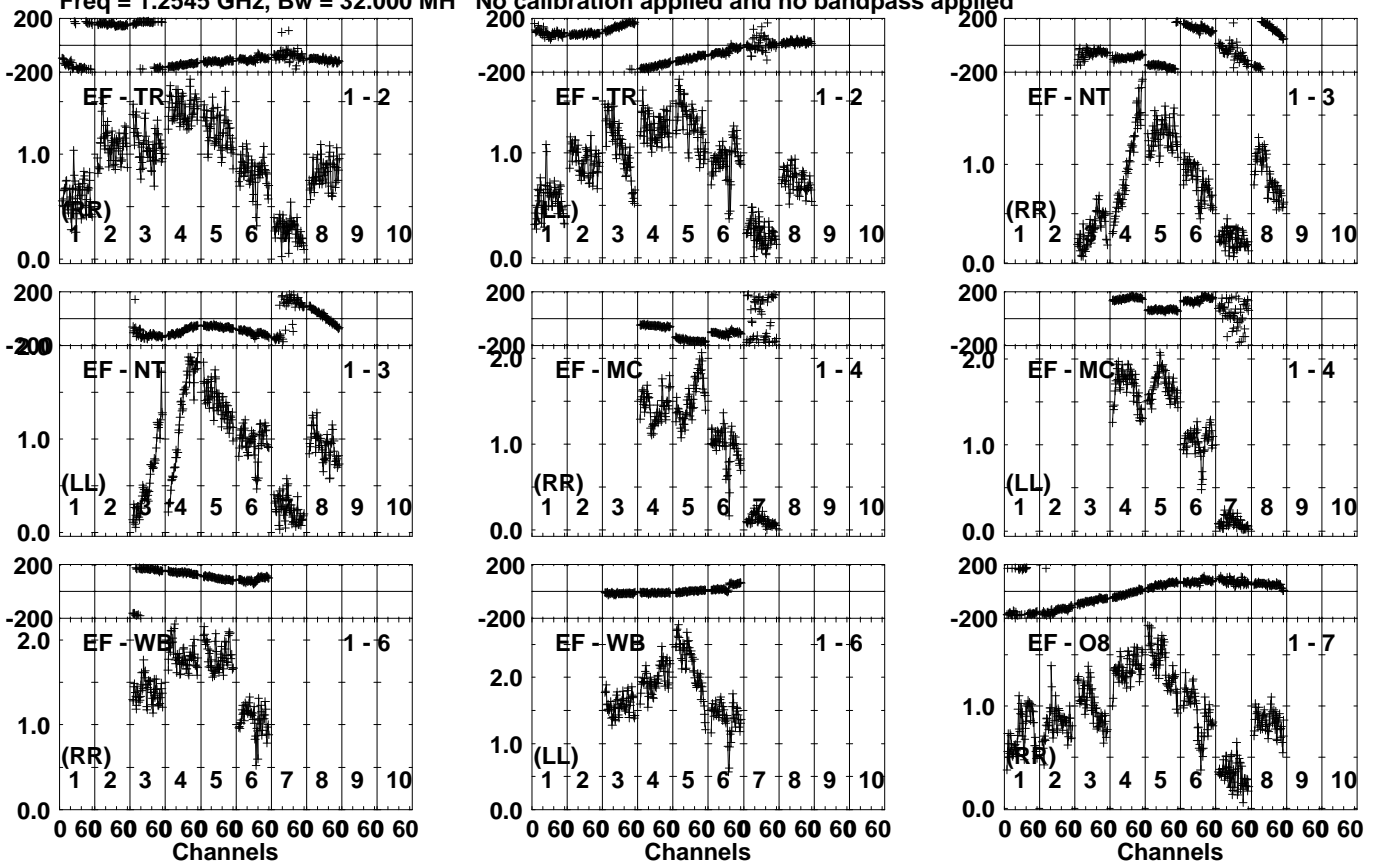 Freq = 1.2545 GHz, Bw = 32.000 MH No calibration applied and no bandpass applied
200 200 200
-200 -200 -200
EF - TR 1 - 2 EF - TR 1 - 2 EF - NT 1 - 3
1.0 1.0 1.0
(RR) (LL) (RR)
1 2 3 4 5 6 7 8 9 10 1 2 3 4 5 6 7 8 9 10 1 2 3 4 5 6 7 8 9 10
0.0 0.0 0.0
200 200 200
-200 -200 -200
2.0 2.0 2.0
EF - NT 1 - 3 EF - MC 1 - 4 EF - MC 1 - 4
1.0 1.0 1.0
(LL) (RR) (LL)
1 2 3 4 5 6 7 8 9 10 1 2 3 4 5 6 7 8 9 10 1 2 3 4 5 6 7 8 9 10
0.0 0.0 0.0
200 200 200
-200 -200 -200
EF - WB 1 - 6 EF - WB 1 - 6 EF - O8 1 - 7
2.0 2.0
1.0 1.0 1.0
(RR) (LL) (RR)
1 2 3 4 5 6 7 8 9 10 1 2 3 4 5 6 7 8 9 10 1 2 3 4 5 6 7 8 9 10
0.0 0.0 0.0
0 60 60 60 60 60 60 60 60 60 60 0 60 60 60 60 60 60 60 60 60 60 0 60 60 60 60 60 60 60 60 60 60
Channels Channels Channels